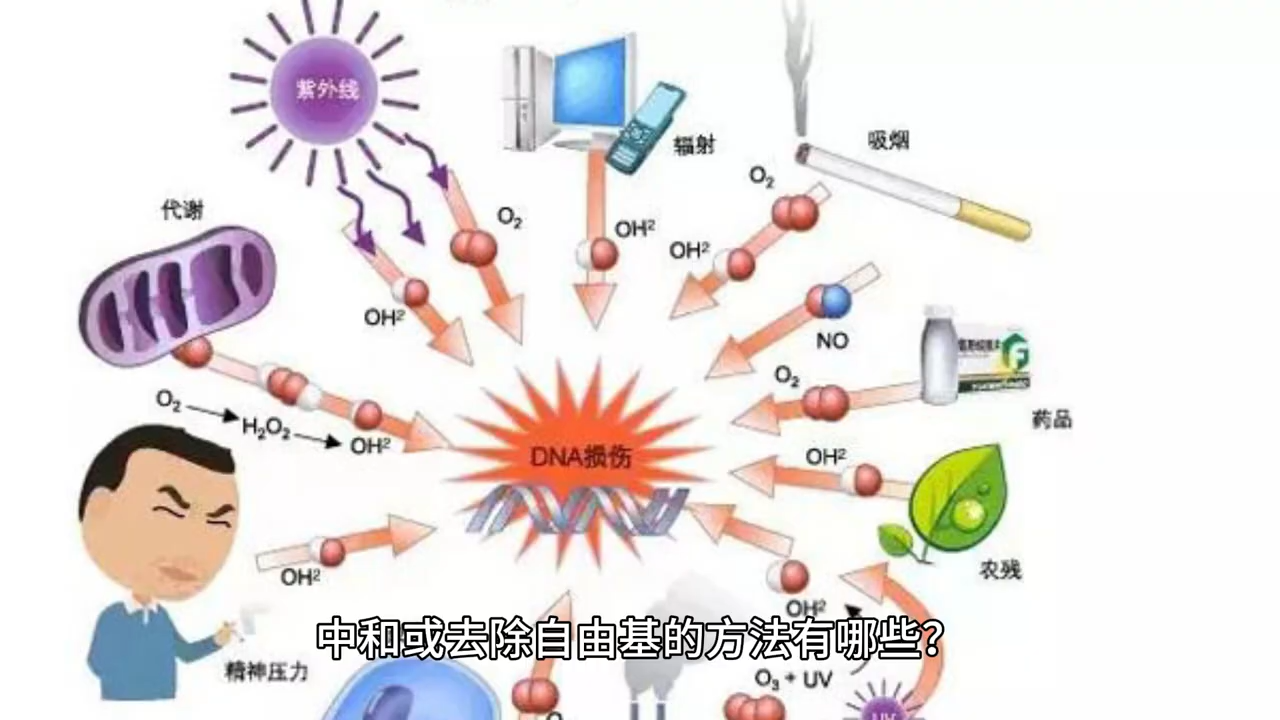 紫外线
辐射
吸烟
O₂
代谢
O₂
OH²
OH²
OH²
NO
O₂
药品
O₂
H₂O₂
OH²
DNA损伤
OH²
农残
OH²
OH²
中和或去除自由基的方法有哪些?
精神压力
O₃ + UV
UV